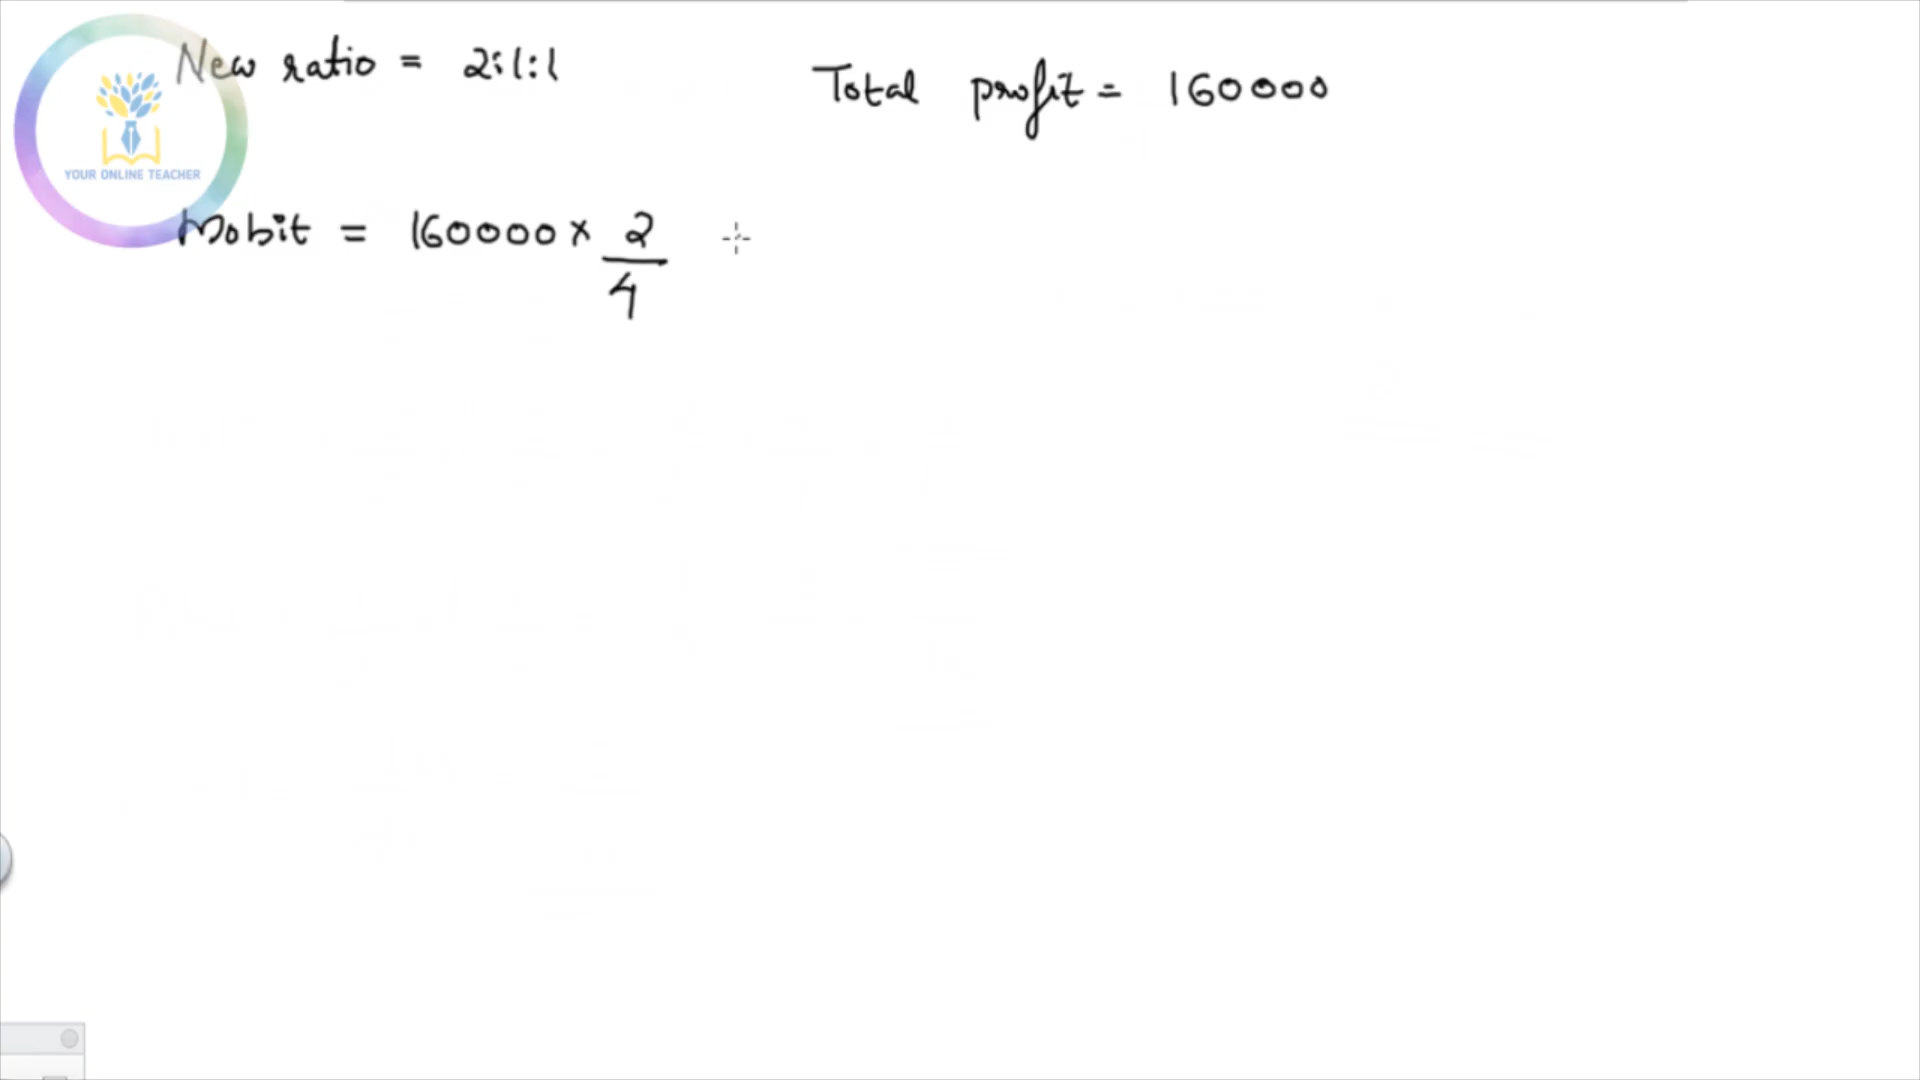 New ratio = 2:1:1
Total profit = 160000
YOUR ONLINE TEACHER
Mobit = 160000 × 2/4